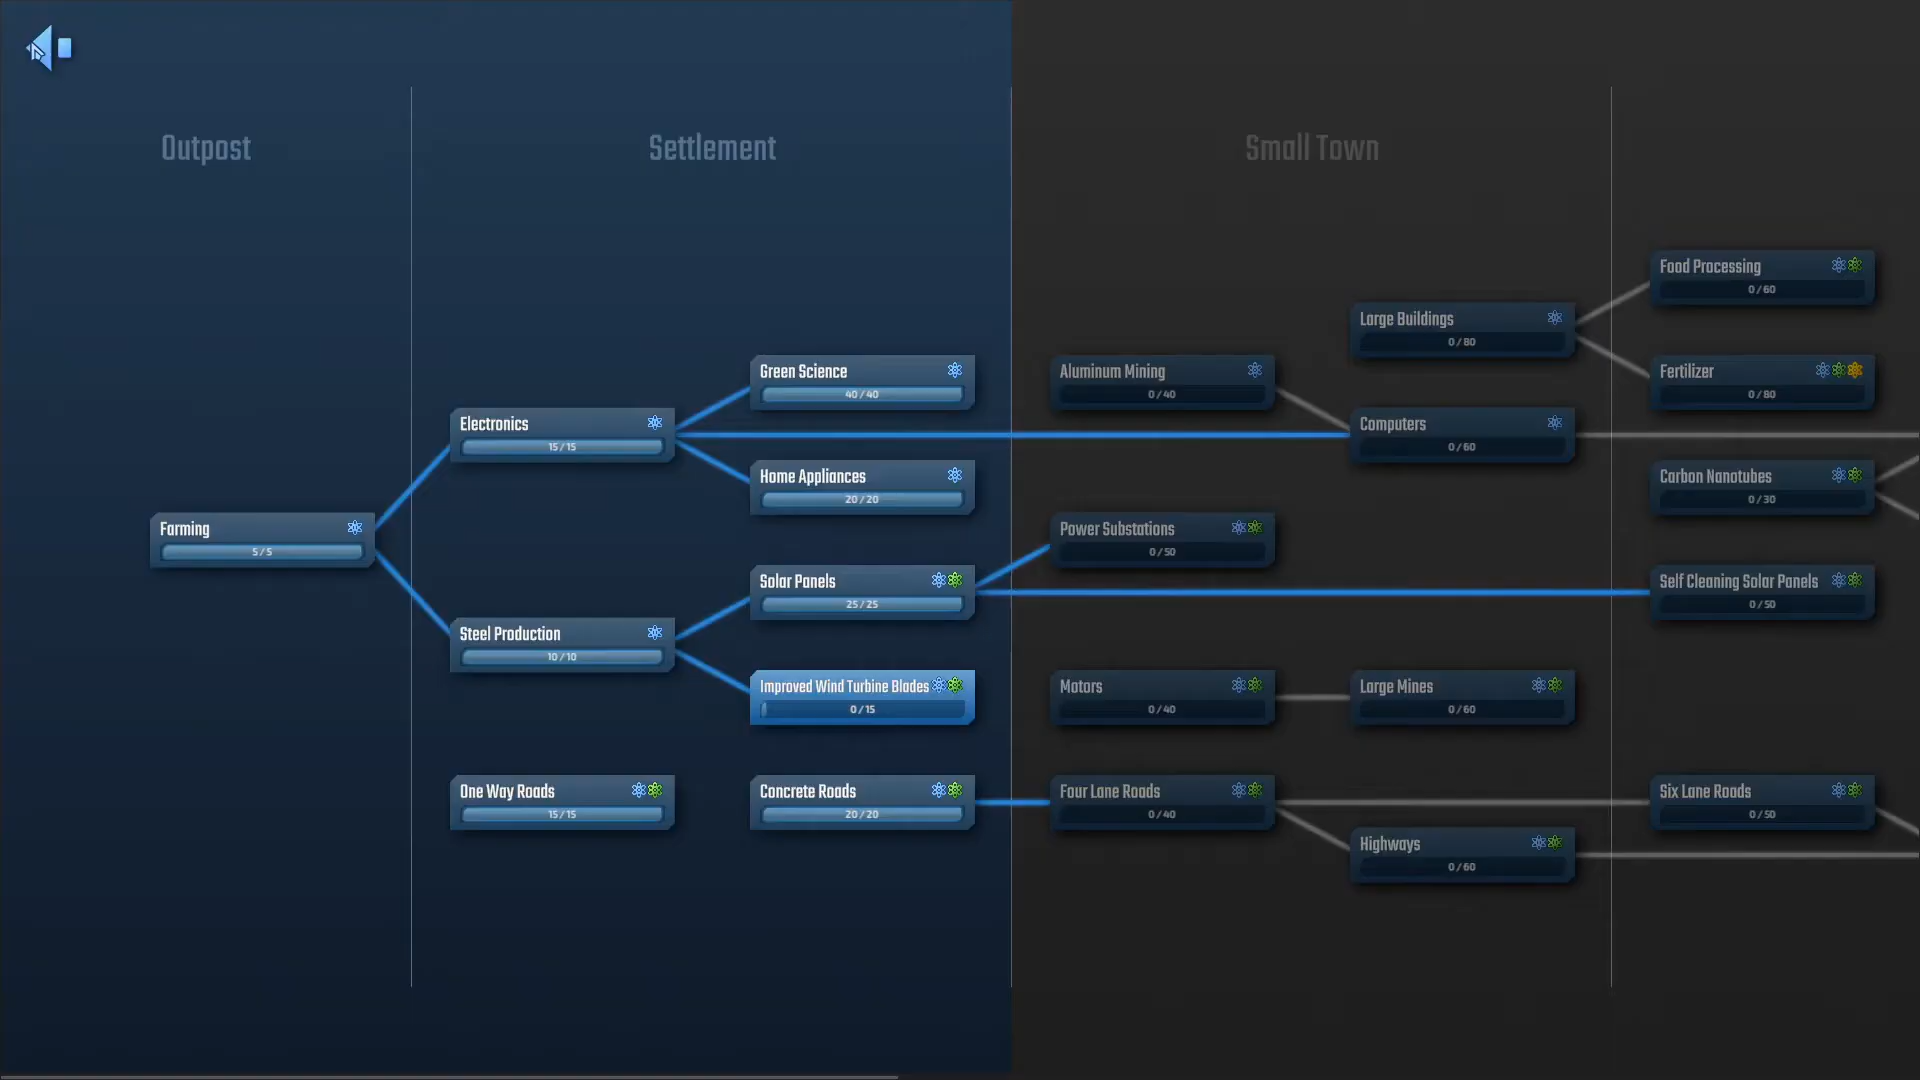 Outpost
Settlement
Small Town
Food Processing
0/60
Large Buildings
0/80
Green Science
40/40
Aluminum Mining
0/40
Fertilizer
0/80
Electronics
15/15
Computers
0/60
Home Appliances
20/20
Carbon Nanotubes
0/30
Farming
5/5
Power Substations
0/50
Solar Panels
25/25
Self Cleaning Solar Panels
0/50
Steel Production
10/10
Improved Wind Turbine Blades
0/15
Motors
0/40
Large Mines
0/60
One Way Roads
15/15
Concrete Roads
20/20
Four Lane Roads
0/40
Six Lane Roads
0/50
Highways
0/60